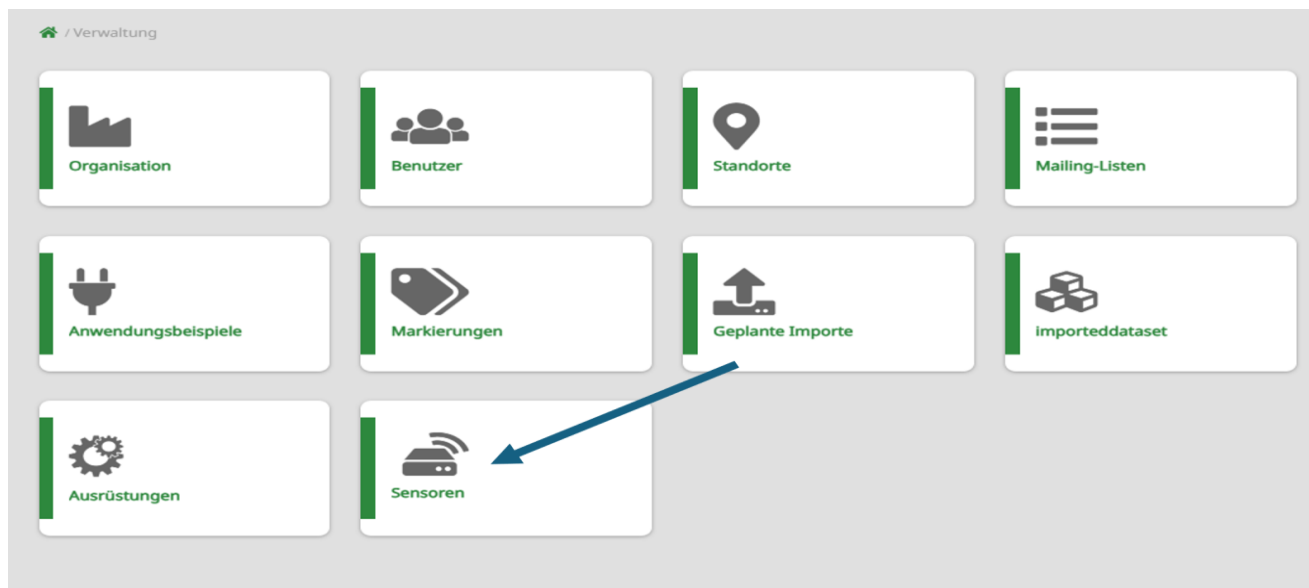 / Verwaltung
Organisation
Benutzer
Standorte
Mailing-Listen
Anwendungsbeispiele
Markierungen
Geplante Importe
importeddataset
Ausrüstungen
Sensoren